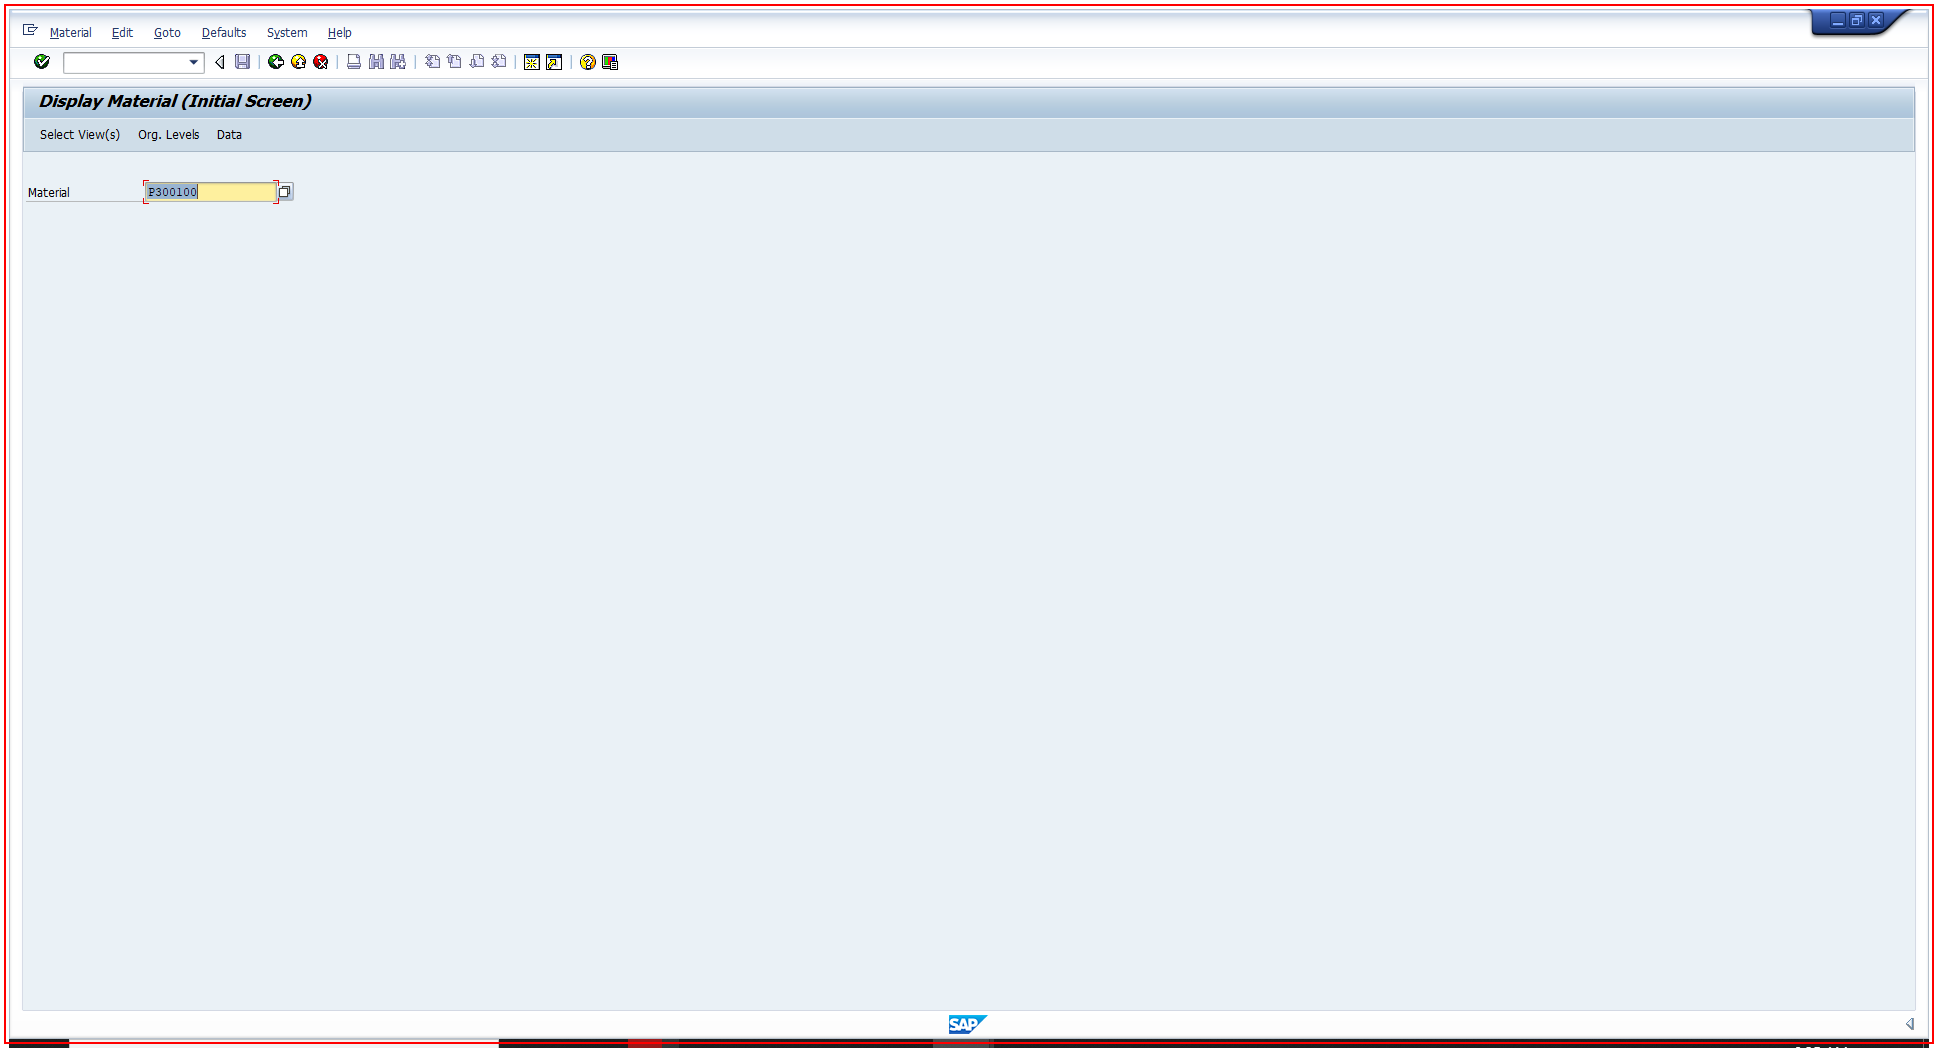 Material Edit Goto Defaults System Help
Display Material (Initial Screen)
Select View(s) Org. Levels Data
Material P300100
SAP